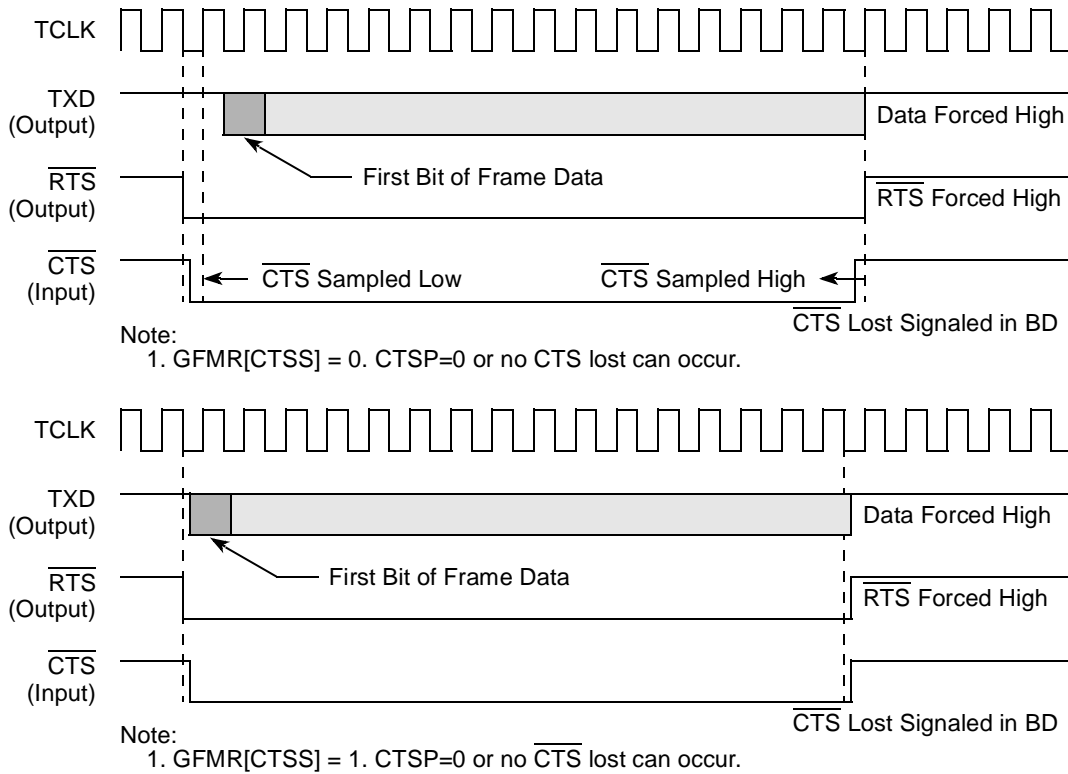 TCLK
TXD
(Output)
Data Forced High
First Bit of Frame Data
RTS
(Output)
RTS Forced High
CTS
(Input)
CTS Sampled Low
CTS Sampled High
CTS Lost Signaled in BD
Note:
1. GFMR[CTSS] = 0. CTSP=0 or no CTS lost can occur.
TCLK
TXD
(Output)
Data Forced High
First Bit of Frame Data
RTS
(Output)
RTS Forced High
CTS
(Input)
CTS Lost Signaled in BD
Note:
1. GFMR[CTSS] = 1. CTSP=0 or no CTS lost can occur.